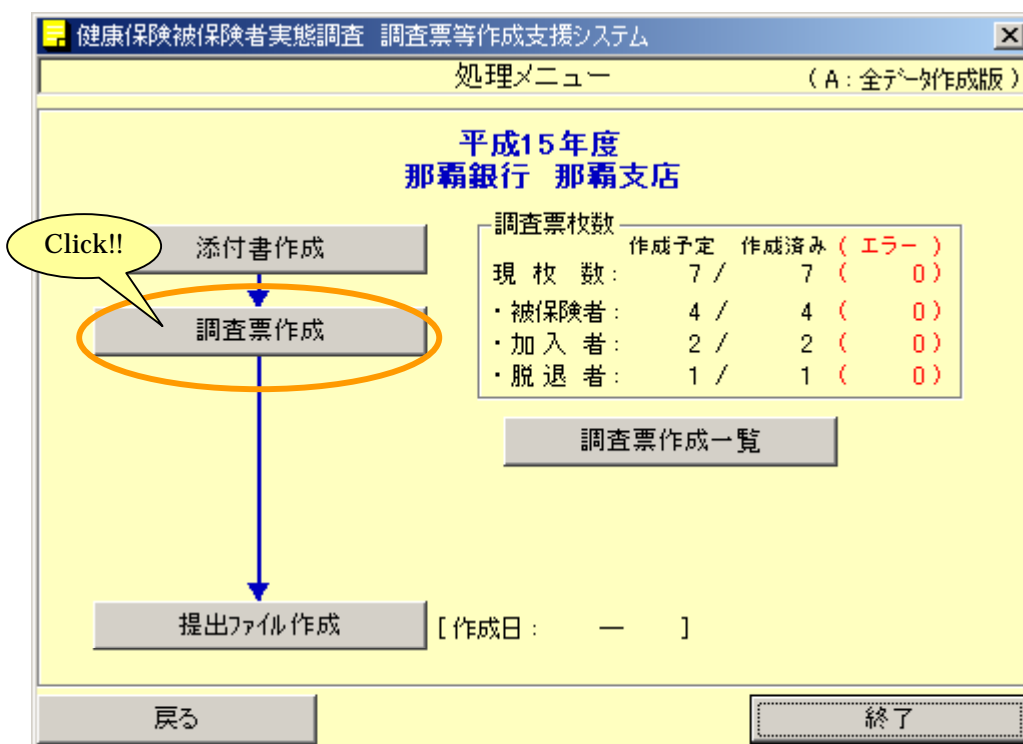 健康保険被保険者実態調査 調査票等作成支援システム
処理メニュー (A:全データ作成版)
平成15年度
那覇銀行 那覇支店
Click!!
添付書作成
調査票作成
調査票枚数
作成予定 作成済み (エラー)
現枚数: 7/ 7 ( 0)
・被保険者: 4/ 4 ( 0)
・加入者: 2/ 2 ( 0)
・脱退者: 1/ 1 ( 0)
調査票作成一覧
提出ファイル作成 [作成日: ― ]
戻る 終了